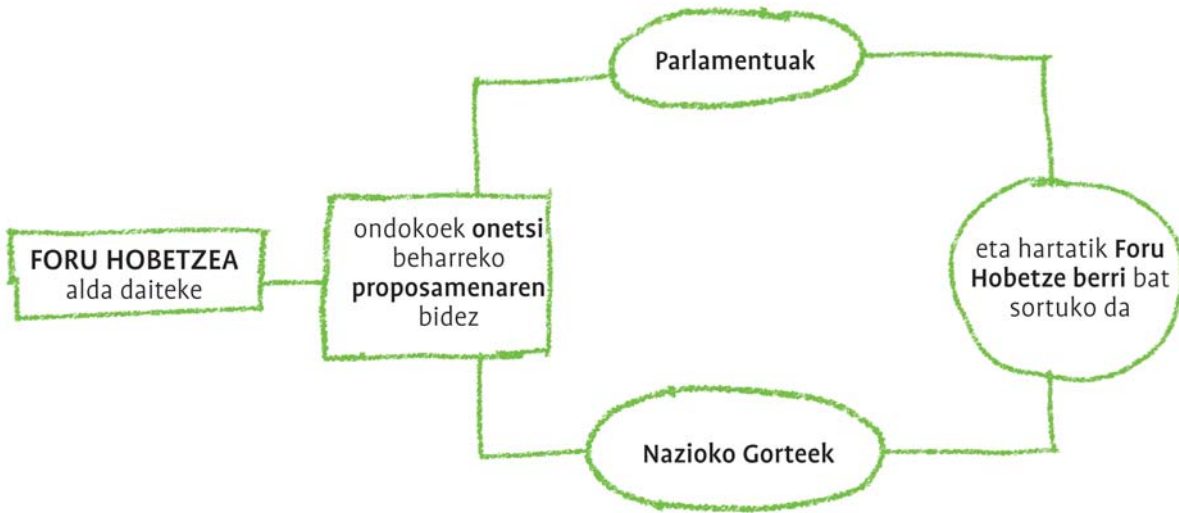 FORU HOBETZEA
alda daiteke
ondokoek onetsi
beharreko
proposamenaren
bidez
Parlamentuak
Nazioko Gorteek
eta hartatik Foru
Hobetze berri bat
sortuko da